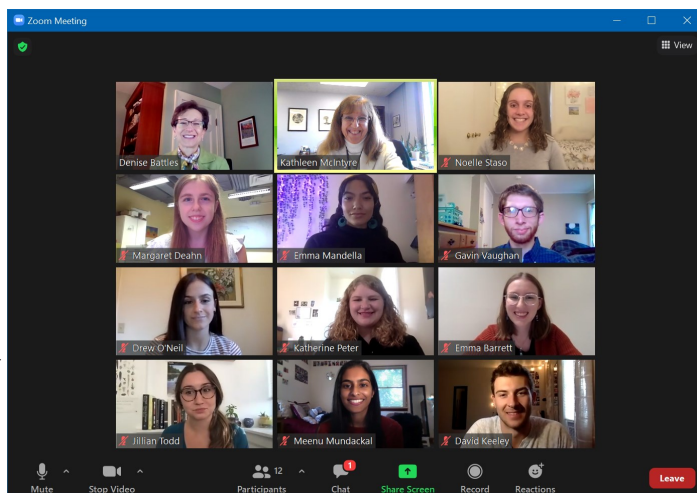 Zoom Meeting
View
Denise Battles
Kathleen McIntyre
Noelle Staso
Margaret Deahn
Emma Mandella
Gavin Vaughan
Drew O'Neil
Katherine Peter
Emma Barrett
Jillian Todd
Meenu Mundackal
David Keeley
12
1
Mute
Stop Video
Participants
Chat
Share Screen
Record
Reactions
Leave